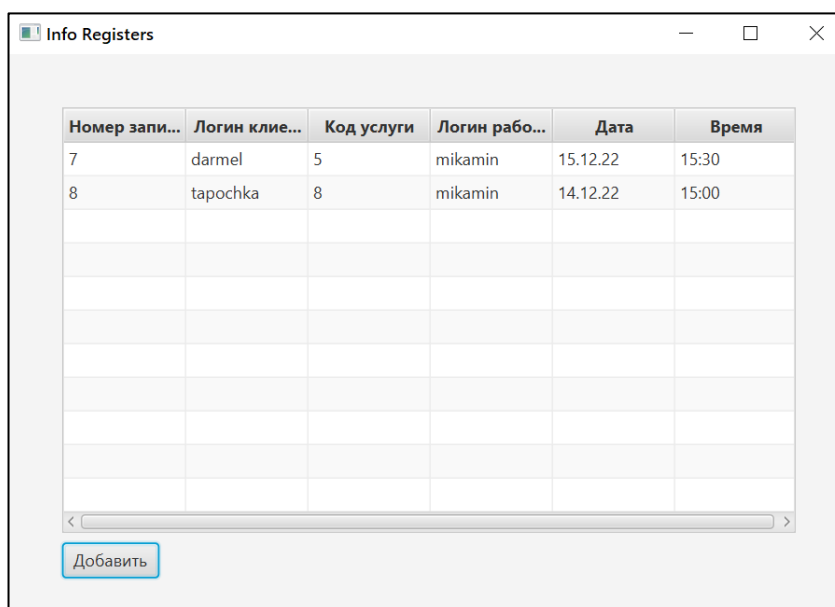 Info Registers
Номер запи... Логин клие... Код услуги Логин рабо... Дата Время
7 darmel 5 mikamin 15.12.22 15:30
8 tapochka 8 mikamin 14.12.22 15:00
Добавить